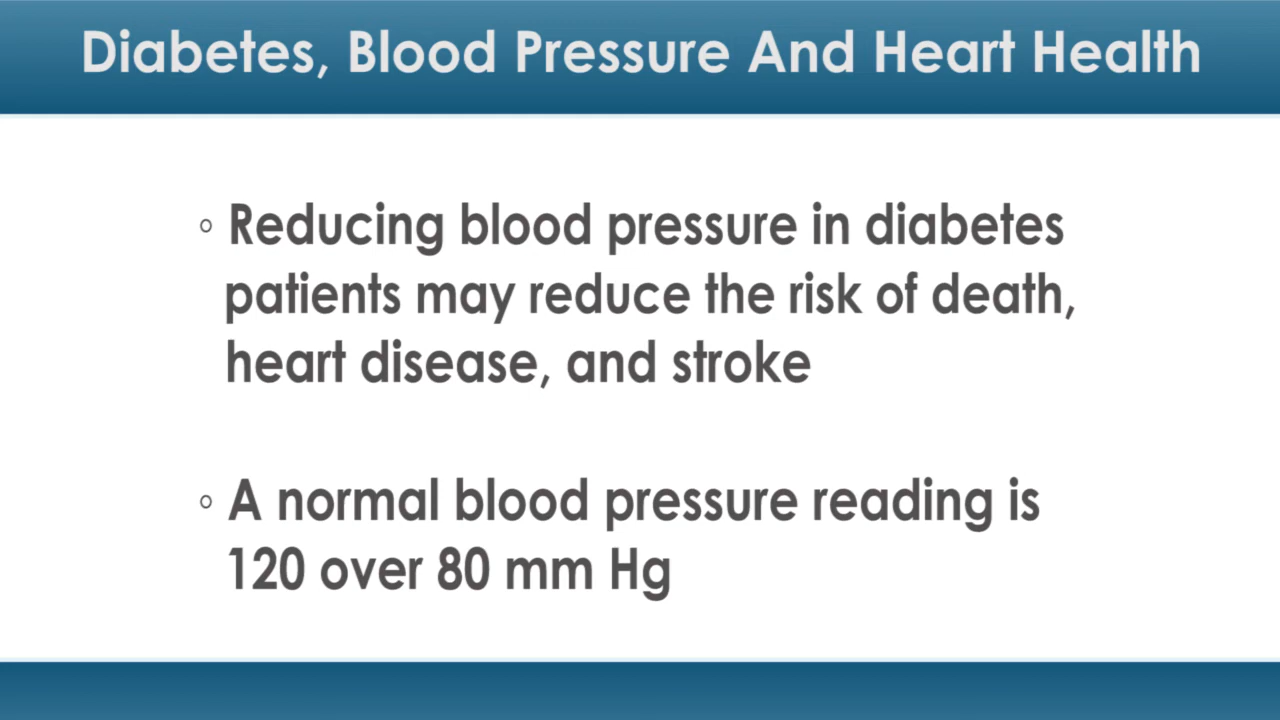 Diabetes, Blood Pressure And Heart Health
◦ Reducing blood pressure in diabetes
patients may reduce the risk of death,
heart disease, and stroke
◦ A normal blood pressure reading is
120 over 80 mm Hg